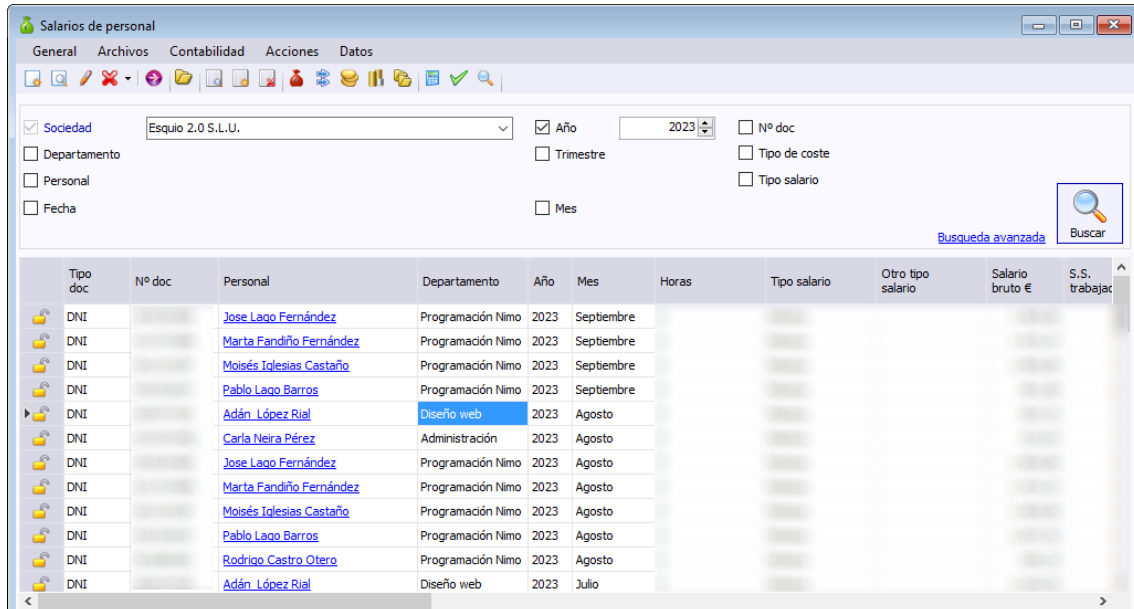 Salarios de personal
General Archivos Contabilidad Acciones Datos
Sociedad Esquio 2.0 S.L.U. Año 2023 Nº doc
Departamento Trimestre Tipo de coste
Personal Tipo salario
Fecha Mes
Busqueda avanzada Buscar
Tipo doc Nº doc Personal Departamento Año Mes Horas Tipo salario Otro tipo salario Salario bruto € S.S. trabajac
DNI Jose Lago Fernández Programación Nimo 2023 Septiembre
DNI Marta Fandiño Fernández Programación Nimo 2023 Septiembre
DNI Moisés Iglesias Castaño Programación Nimo 2023 Septiembre
DNI Pablo Lago Barros Programación Nimo 2023 Septiembre
DNI Adán López Rial Diseño web 2023 Agosto
DNI Carla Neira Pérez Administración 2023 Agosto
DNI Jose Lago Fernández Programación Nimo 2023 Agosto
DNI Marta Fandiño Fernández Programación Nimo 2023 Agosto
DNI Moisés Iglesias Castaño Programación Nimo 2023 Agosto
DNI Pablo Lago Barros Programación Nimo 2023 Agosto
DNI Rodrigo Castro Otero Programación Nimo 2023 Agosto
DNI Adán López Rial Diseño web 2023 Julio